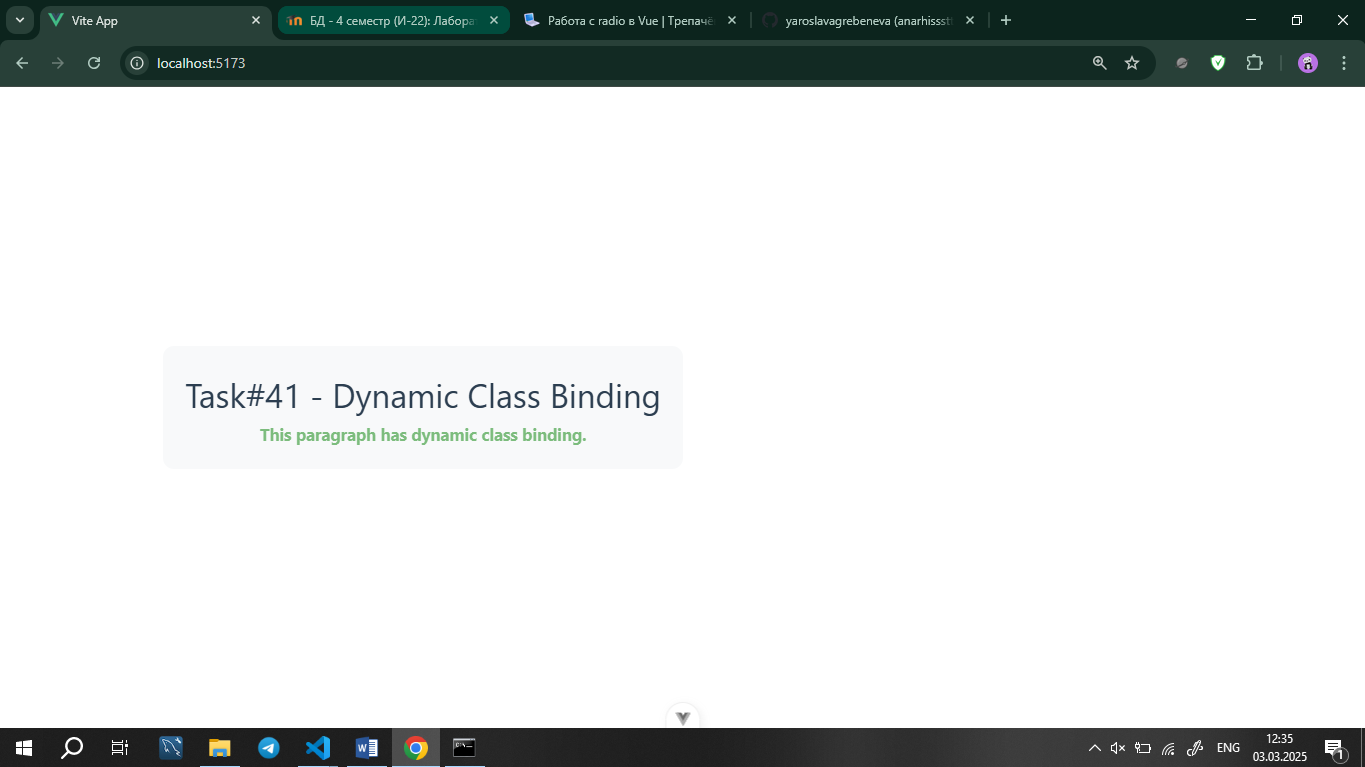 Vite App
БД - 4 семестр (И-22): Лабора
Работа с radio в Vue | Трепачё
yaroslavagrebeneva (anarhissst
localhost:5173
Task#41 - Dynamic Class Binding
This paragraph has dynamic class binding.
ENG
12:35
03.03.2025
1